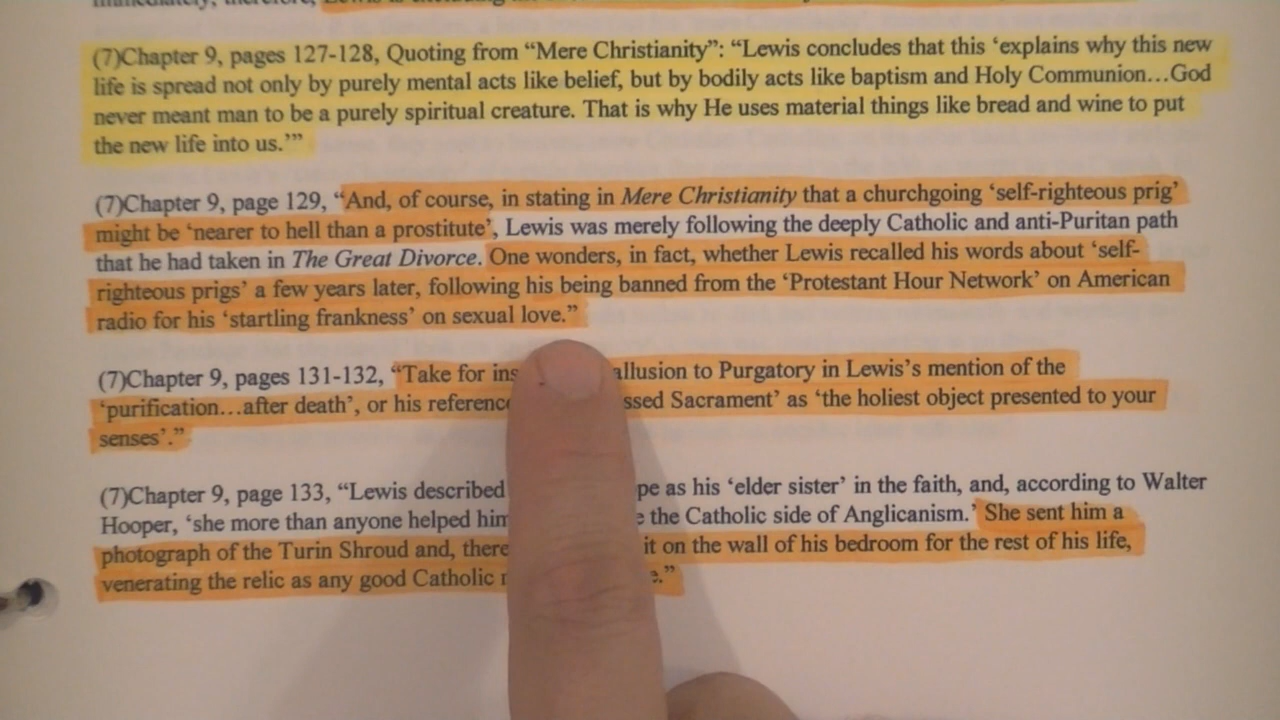 (7)Chapter 9, pages 127-128, Quoting from “Mere Christianity”: “Lewis concludes that this ‘explains why this new
life is spread not only by purely mental acts like belief, but by bodily acts like baptism and Holy Communion…God
never meant man to be a purely spiritual creature. That is why He uses material things like bread and wine to put
the new life into us.’”
(7)Chapter 9, page 129, “And, of course, in stating in Mere Christianity that a churchgoing ‘self-righteous prig’
might be ‘nearer to hell than a prostitute’, Lewis was merely following the deeply Catholic and anti-Puritan path
that he had taken in The Great Divorce. One wonders, in fact, whether Lewis recalled his words about ‘self-
righteous prigs’ a few years later, following his being banned from the ‘Protestant Hour Network’ on American
radio for his ‘startling frankness’ on sexual love.”
(7)Chapter 9, pages 131-132, “Take for allusion to Purgatory in Lewis’s mention of the
‘purification…after death’, or his Sacrament’ as ‘the holiest object presented to your
senses’.”
(7)Chapter 9, page 133, “Lewis described as his ‘elder sister’ in the faith, and, according to Walter
Hooper, ‘she more than anyone helped him the Catholic side of Anglicanism.’ She sent him a
photograph of the Turin Shroud and, it on the wall of his bedroom for the rest of his life,
venerating the relic as any good Catholic